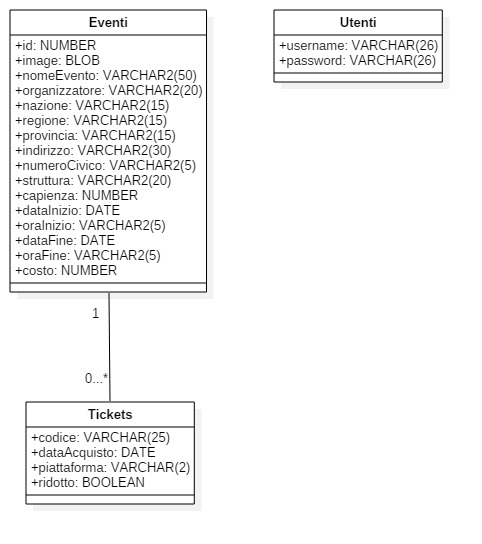 Eventi
+id: NUMBER
+image: BLOB
+nomeEvento: VARCHAR2(50)
+organizzatore: VARCHAR2(20)
+nazione: VARCHAR2(15)
+regione: VARCHAR2(15)
+provincia: VARCHAR2(15)
+indirizzo: VARCHAR2(30)
+numeroCivico: VARCHAR2(5)
+struttura: VARCHAR2(20)
+capienza: NUMBER
+dataInizio: DATE
+oraInizio: VARCHAR2(5)
+dataFine: DATE
+oraFine: VARCHAR2(5)
+costo: NUMBER
Utenti
+username: VARCHAR(26)
+password: VARCHAR(26)
1
0...*
Tickets
+codice: VARCHAR(25)
+dataAcquisto: DATE
+piattaforma: VARCHAR(2)
+ridotto: BOOLEAN